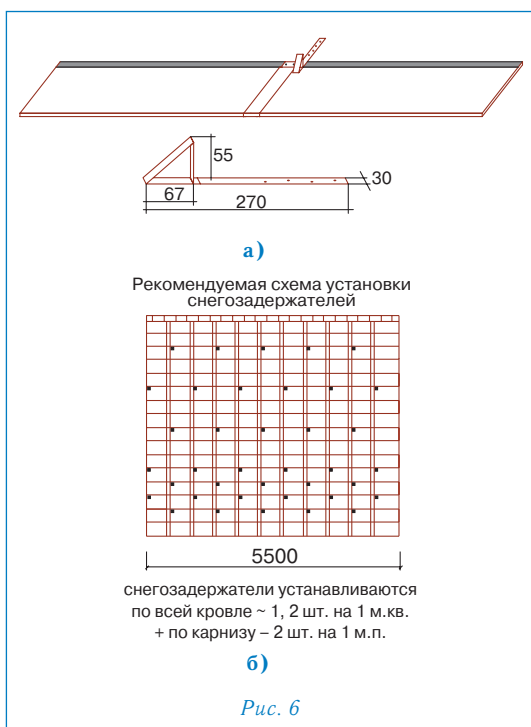 55
30
67
270
а)
Рекомендуемая схема установки
снегозадержателей
5500
снегозадержатели устанавливаются
по всей кровле ~ 1, 2 шт. на 1 м.кв.
+ по карнизу – 2 шт. на 1 м.п.
б)
Рис. 6